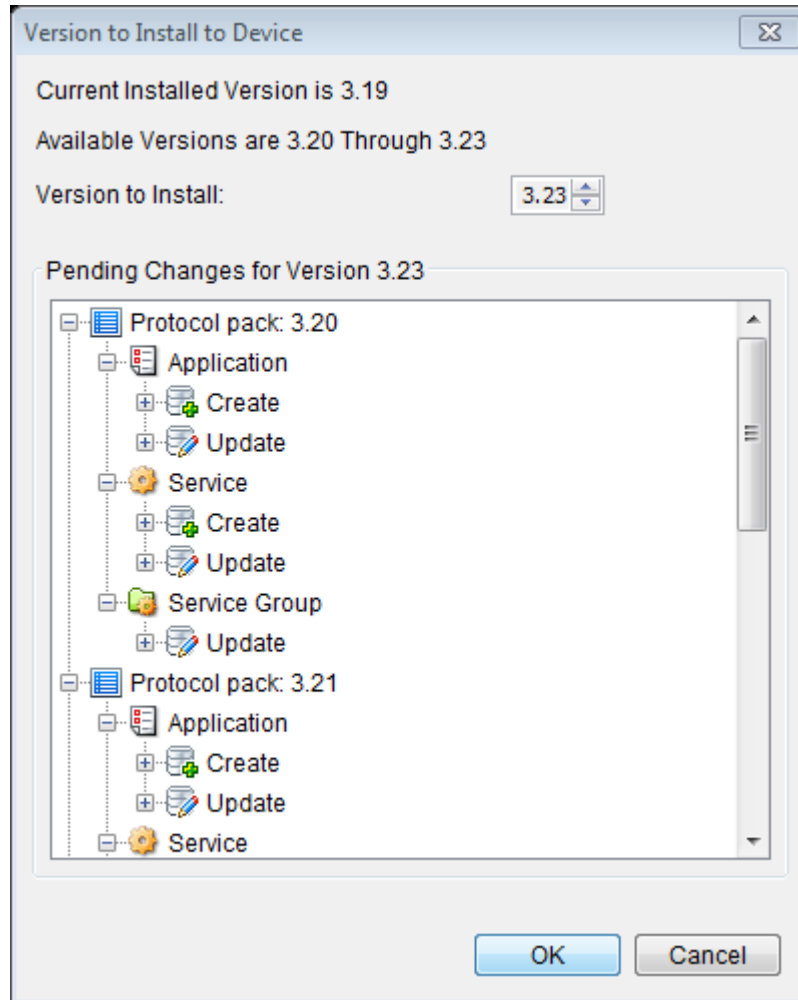 Version to Install to Device
Current Installed Version is 3.19
Available Versions are 3.20 Through 3.23
Version to Install:    3.23
Pending Changes for Version 3.23
Protocol pack: 3.20
Application
Create
Update
Service
Create
Update
Service Group
Update
Protocol pack: 3.21
Application
Create
Update
Service
OK    Cancel